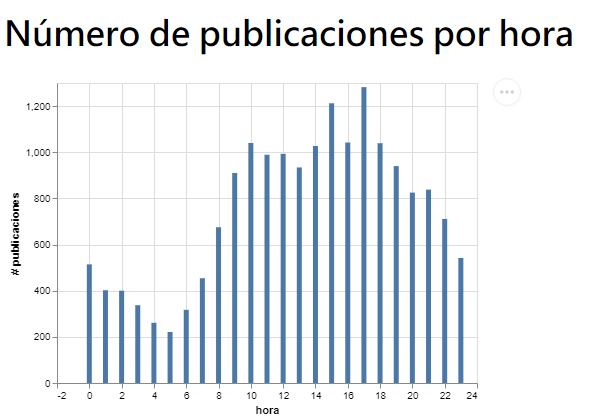 Número de publicaciones por hora
1,200
1,000
800
600
400
200
0
# publicaciones
-2 0 2 4 6 8 10 12 14 16 18 20 22 24
hora